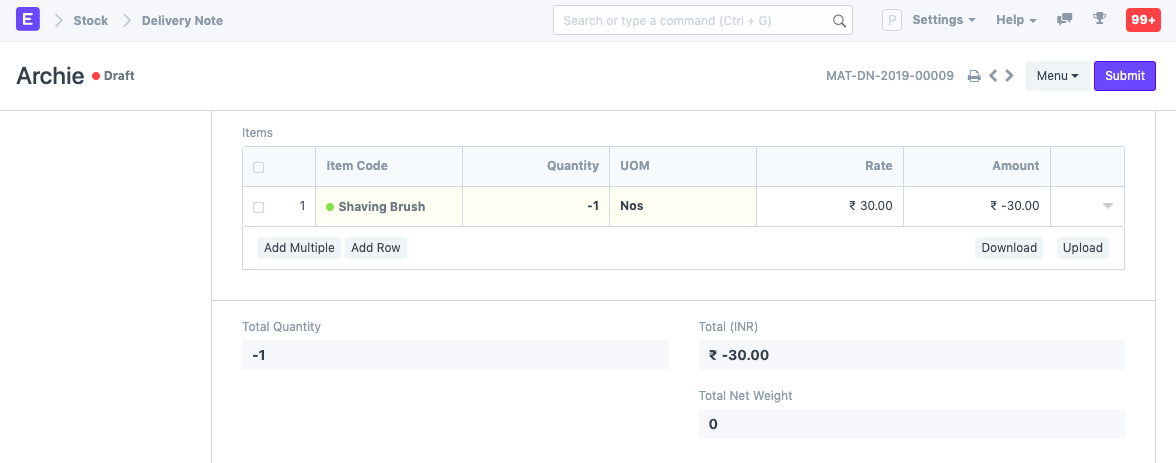 E Stock Delivery Note Search or type a command (Ctrl + G) P Settings Help 99+
Archie Draft MAT-DN-2019-00009 Menu Submit
Items
Item Code Quantity UOM Rate Amount
1 Shaving Brush -1 Nos ₹ 30.00 ₹ -30.00
Add Multiple Add Row Download Upload
Total Quantity Total (INR)
-1 ₹ -30.00
Total Net Weight
0